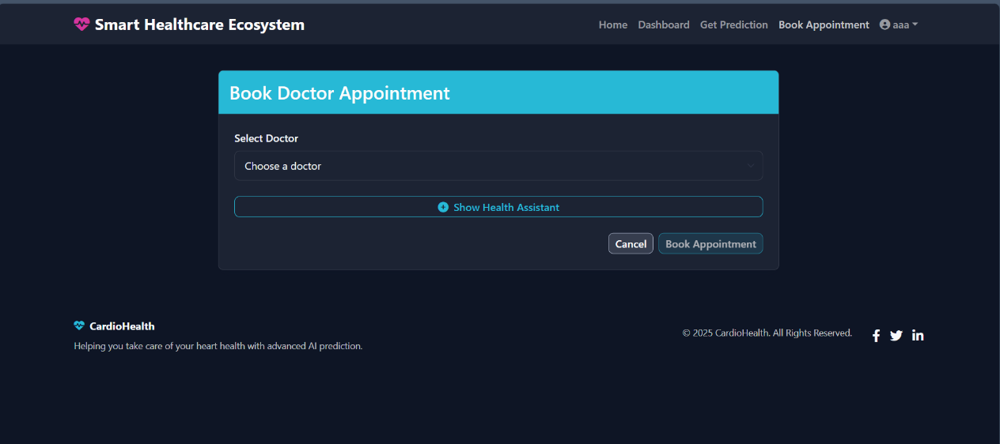 Smart Healthcare Ecosystem
Home Dashboard Get Prediction Book Appointment aaa
Book Doctor Appointment
Select Doctor
Choose a doctor
Show Health Assistant
Cancel Book Appointment
CardioHealth
Helping you take care of your heart health with advanced AI prediction.
© 2025 CardioHealth. All Rights Reserved.